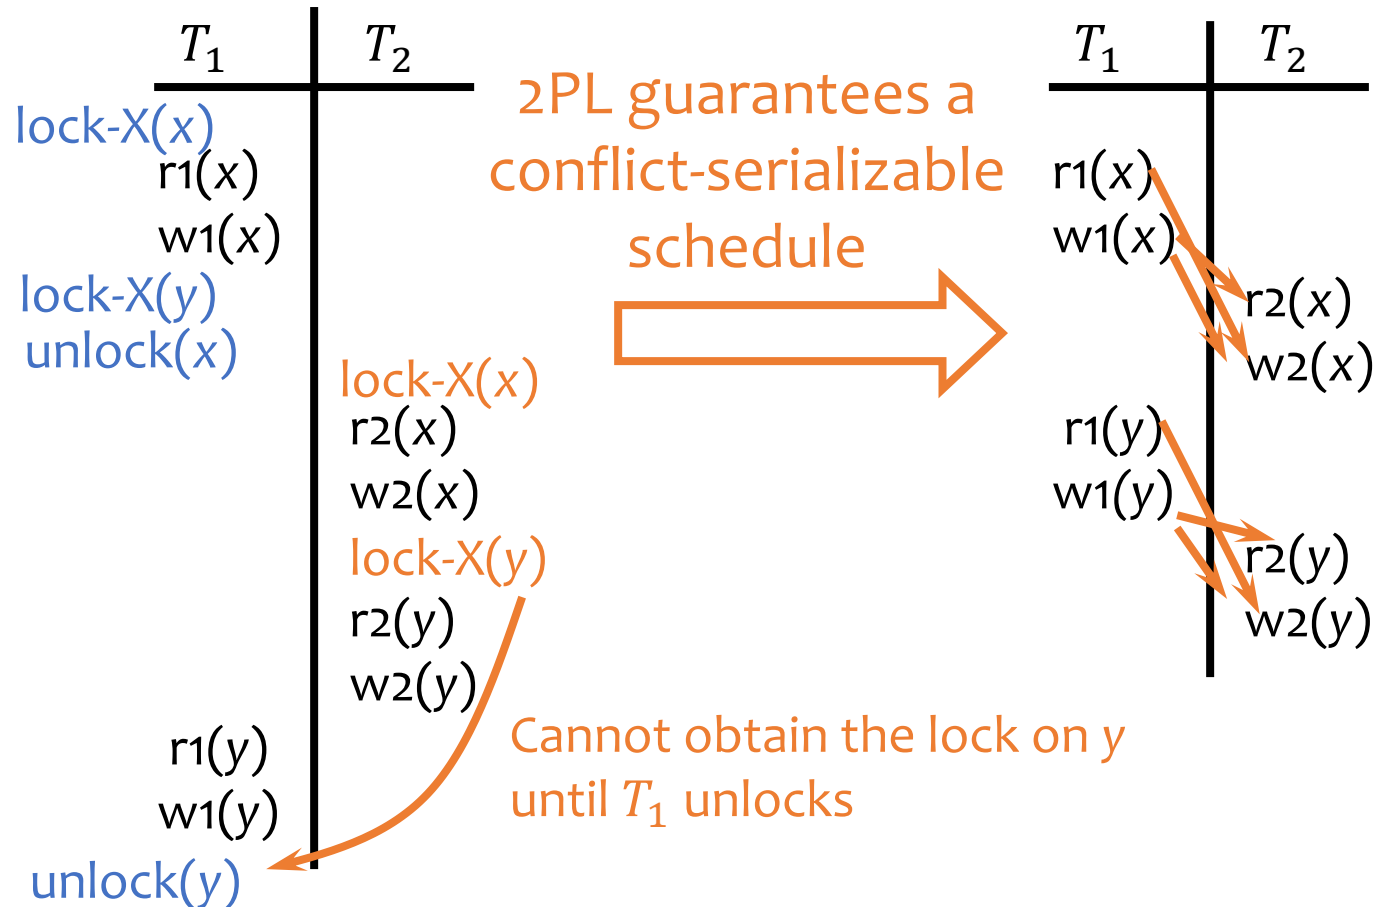 T₁ T₂
lock-X(x)
r1(x)
w1(x)
lock-X(y)
unlock(x)
lock-X(x)
r2(x)
w2(x)
lock-X(y)
r2(y)
w2(y)
r1(y)
w1(y)
unlock(y)
2PL guarantees a
conflict-serializable
schedule
Cannot obtain the lock on y
until T₁ unlocks
T₁ T₂
r1(x)
w1(x)
r2(x)
w2(x)
r1(y)
w1(y)
r2(y)
w2(y)